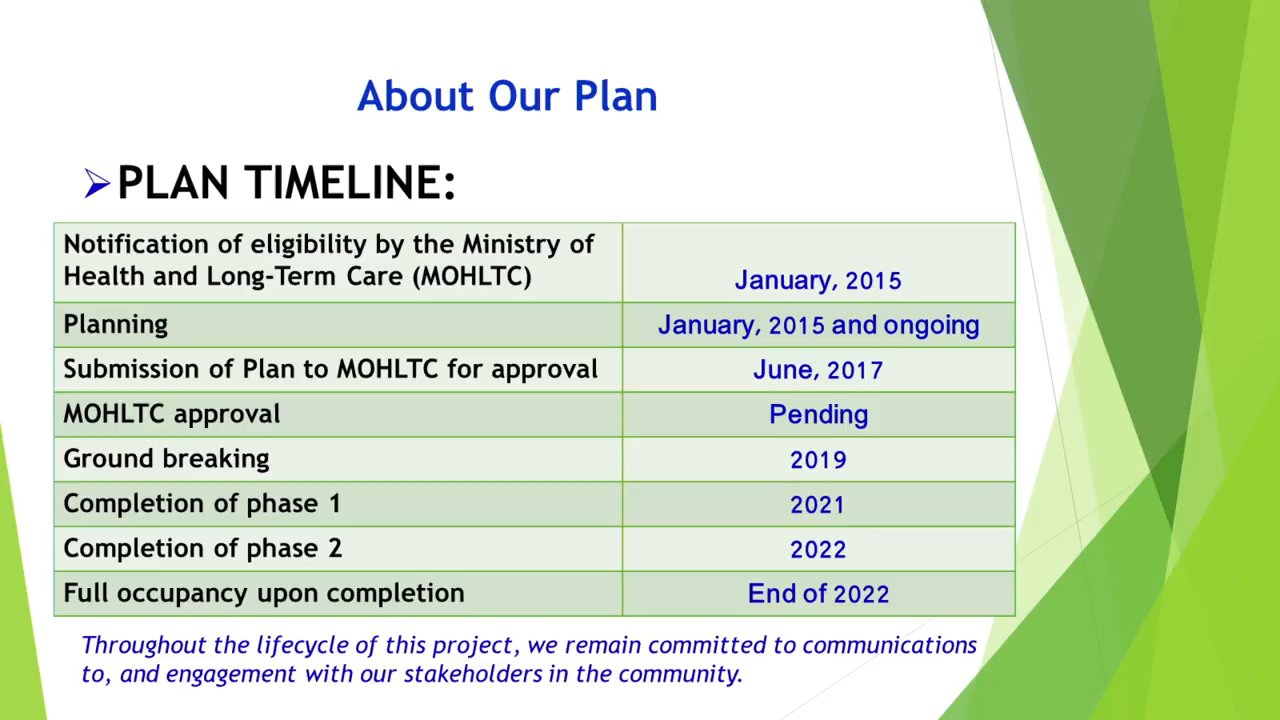 About Our Plan
PLAN TIMELINE:
Notification of eligibility by the Ministry of
Health and Long-Term Care (MOHLTC)
January, 2015
Planning
January, 2015 and ongoing
Submission of Plan to MOHLTC for approval
June, 2017
MOHLTC approval
Pending
Ground breaking
2019
Completion of phase 1
2021
Completion of phase 2
2022
Full occupancy upon completion
End of 2022
Throughout the lifecycle of this project, we remain committed to communications
to, and engagement with our stakeholders in the community.